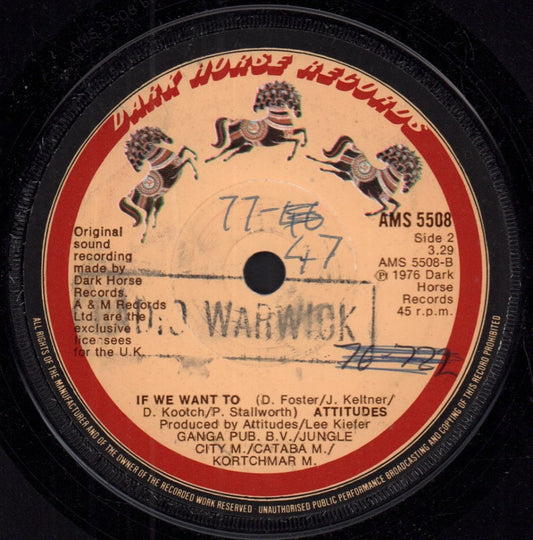 DARK HORSE RECORDS
77-
47
AMS 5508
Side 2
3.29
AMS 5508-B
Ⓟ 1976 Dark
Horse
Records
45 r.p.m.
Original
sound
recording
made by
Dark Horse
Records.
A & M Records
Ltd. are the
exclusive
licensees
for the U.K.
WARWICK
IF WE WANT TO (D. Foster/J. Keltner/
D. Kootch/P. Stallworth) ATTITUDES
Produced by Attitudes/Lee Kiefer
GANGA PUB. B.V./JUNGLE
CITY M./CATABA M./
KORTCHMAR M.
ALL RIGHTS OF THE MANUFACTURER AND OF THE OWNER OF THE RECORDED WORK RESERVED · UNAUTHORISED PUBLIC PERFORMANCE BROADCASTING AND COPYING OF THIS RECORD PROHIBITED